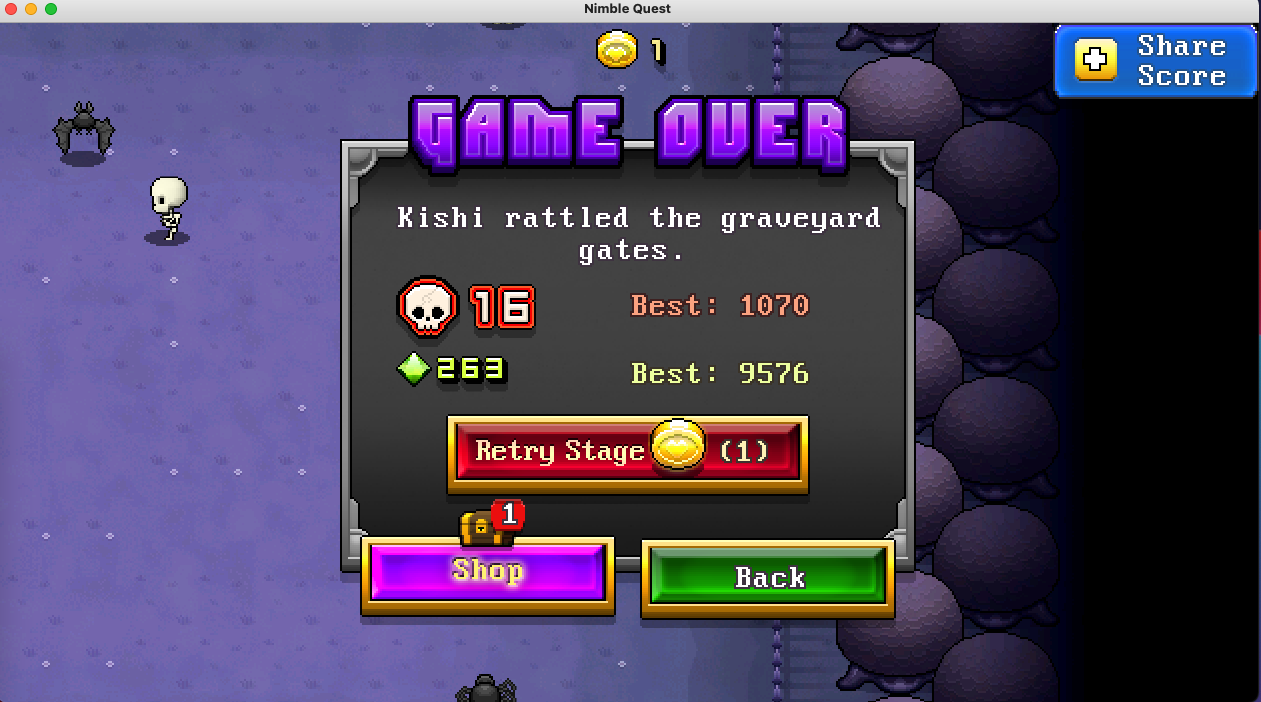 Nimble Quest
1
Share
Score
GAME OVER
Kishi rattled the graveyard
gates.
16
Best: 1070
263
Best: 9576
Retry Stage (1)
1
Shop
Back